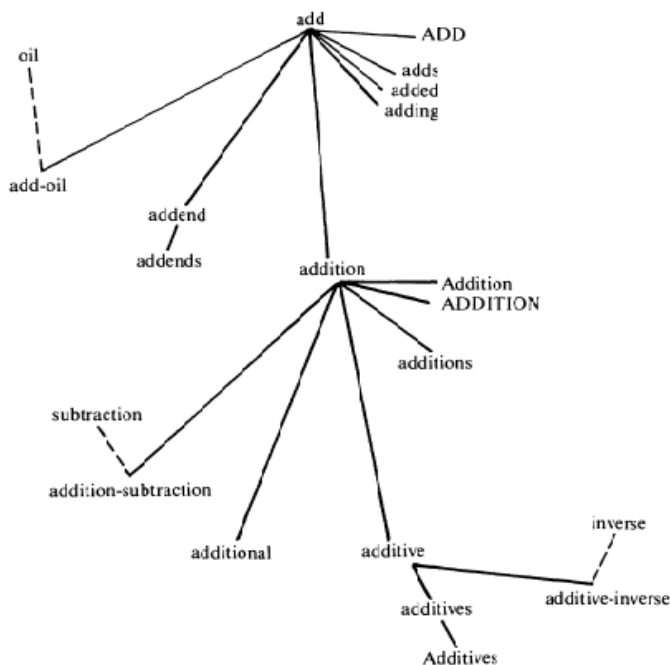 add
ADD
oil
adds
added
adding
add-oil
addend
addends
addition
Addition
ADDITION
additions
subtraction
addition-subtraction
inverse
additional
additive
additive-inverse
additives
Additives